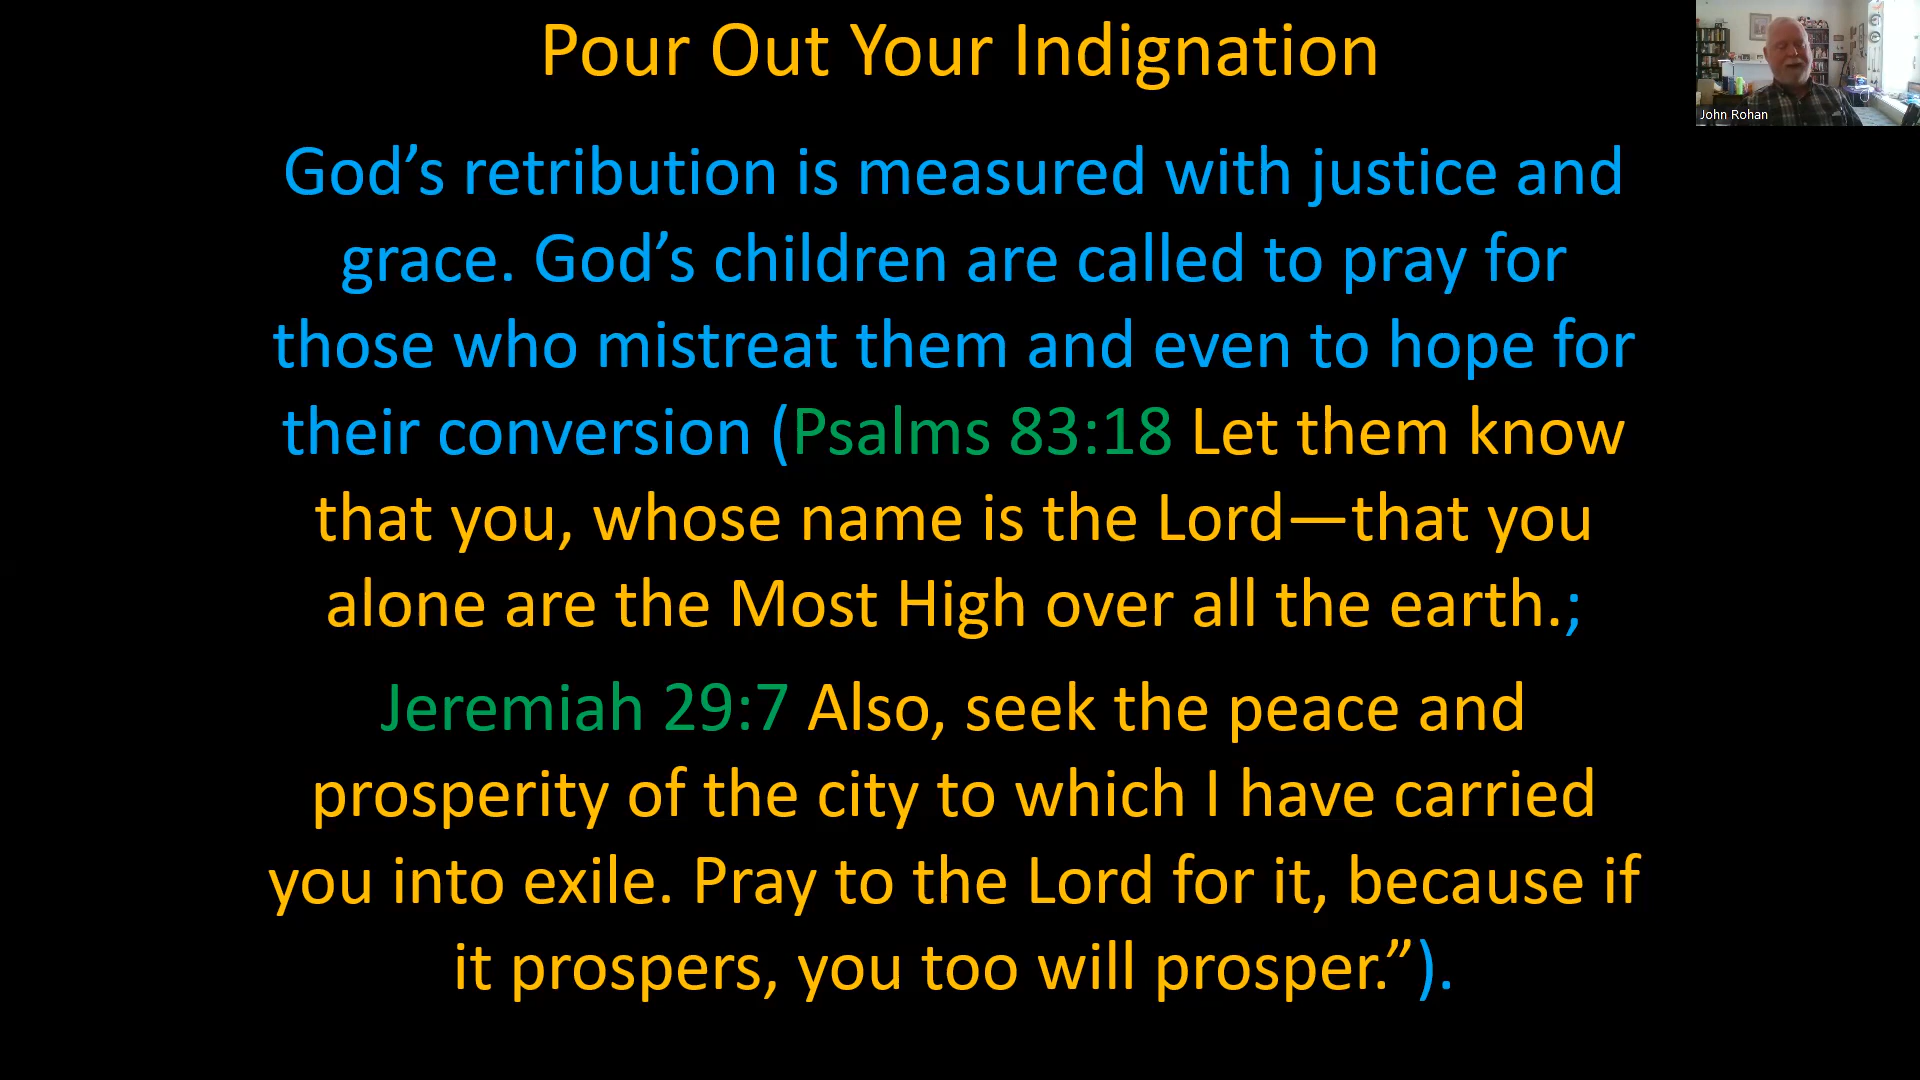 Pour Out Your Indignation
John Rohan
God’s retribution is measured with justice and
grace. God’s children are called to pray for
those who mistreat them and even to hope for
their conversion (Psalms 83:18 Let them know
that you, whose name is the Lord—that you
alone are the Most High over all the earth.;
Jeremiah 29:7 Also, seek the peace and
prosperity of the city to which I have carried
you into exile. Pray to the Lord for it, because if
it prospers, you too will prosper.”).